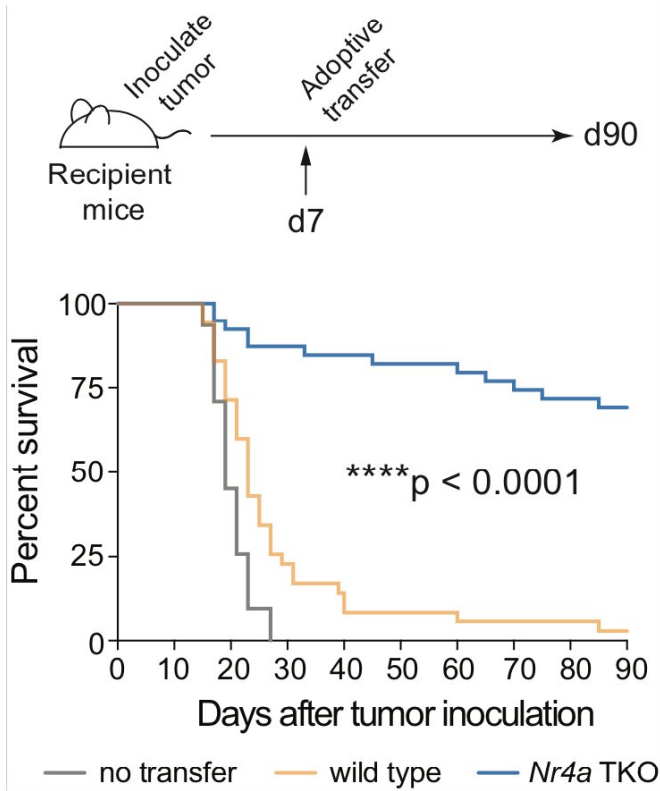 Inoculate
tumor
Adoptive
transfer
d90
Recipient
mice
d7
100
75
50
25
0
Percent survival
****p < 0.0001
0 10 20 30 40 50 60 70 80 90
Days after tumor inoculation
no transfer wild type Nr4a TKO